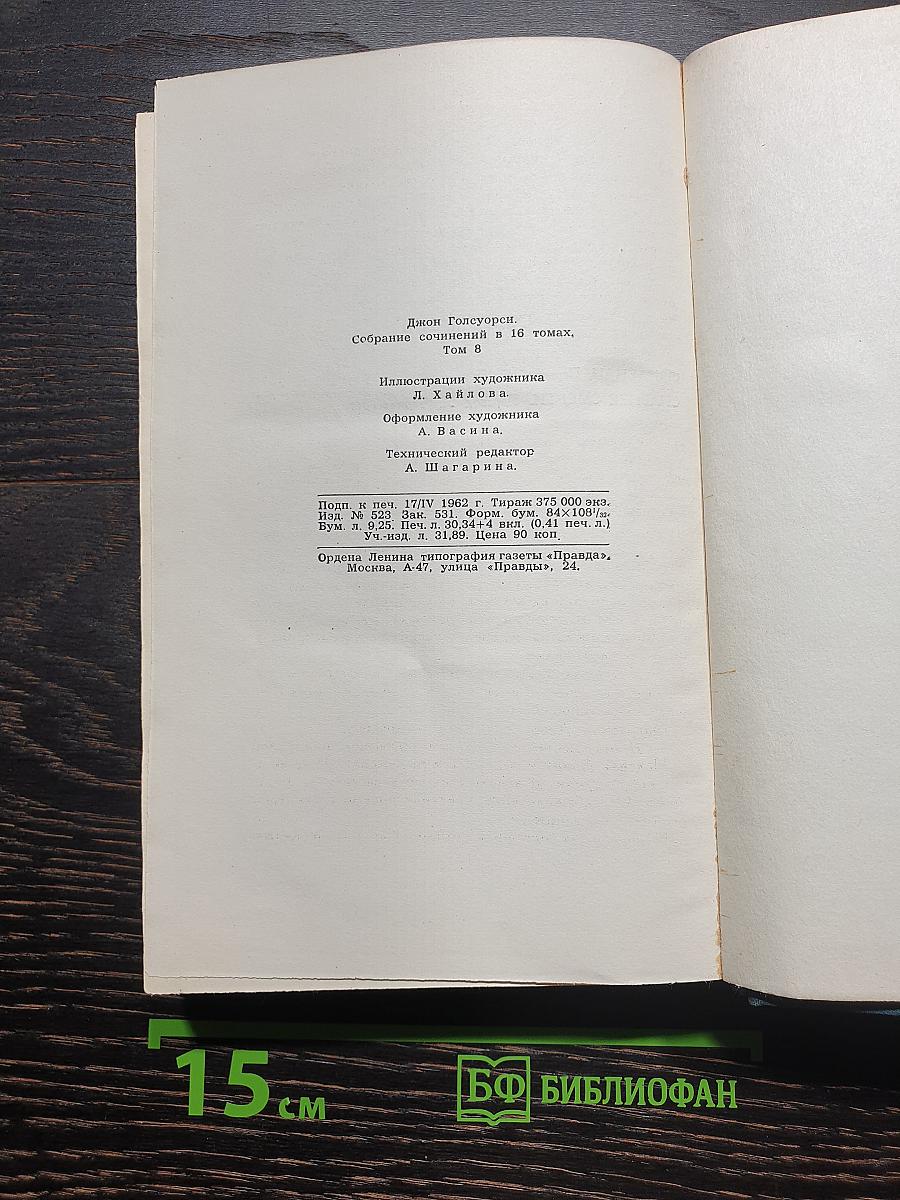 Джон Голсуорси.
Собрание сочинений в 16 томах.
Том 8
Иллюстрации художника
Л. Хайлова.
Оформление художника
А. Васина.
Технический редактор
А. Шагарина.
Подп. к печ. 17/IV 1962 г. Тираж 375 000 экз.
Изд. № 523 Зак. 531. Форм. бум. 84×108¹/₃₂.
Бум. л. 9,25. Печ. л. 30,34+4 вкл. (0,41 печ. л.)
Уч.-изд. л. 31,89. Цена 90 коп.
Ордена Ленина типография газеты «Правда».
Москва, А-47, улица «Правды», 24.
15 см
БФ БИБЛИОФАН